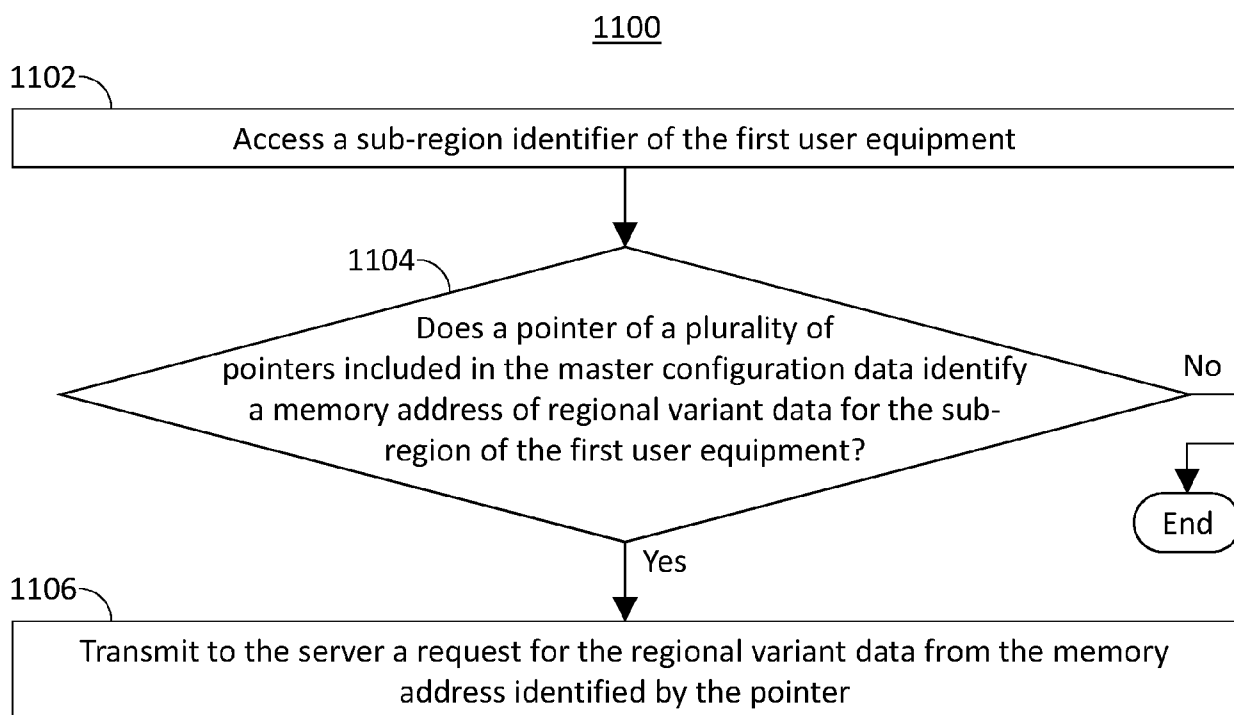 1100
1102
Access a sub-region identifier of the first user equipment
1104
Does a pointer of a plurality of
pointers included in the master configuration data identify
a memory address of regional variant data for the sub-
region of the first user equipment?
No
End
Yes
1106
Transmit to the server a request for the regional variant data from the memory
address identified by the pointer